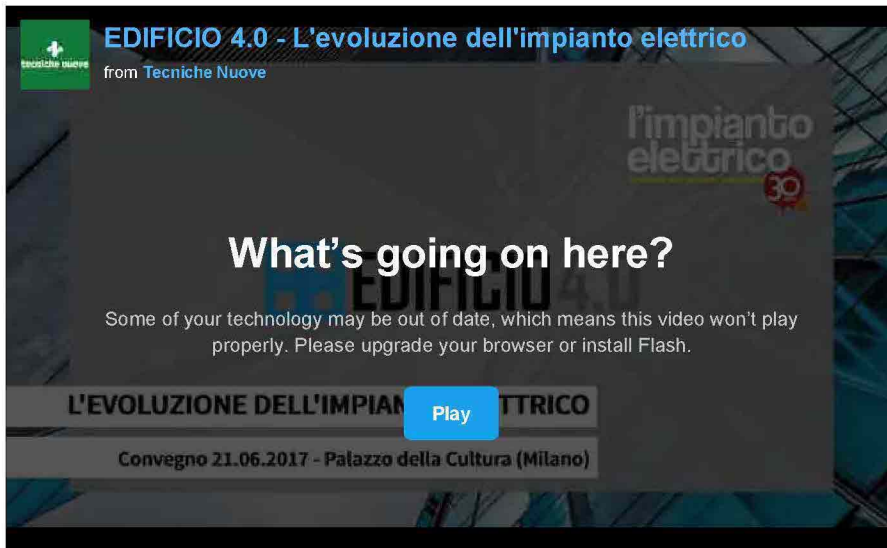 EDIFICIO 4.0 - L'evoluzione dell'impianto elettrico
tecniche nuove
from Tecniche Nuove
l'impianto
elettrico
30
What's going on here?
EDIFICIO 4.0
Some of your technology may be out of date, which means this video won't play
properly. Please upgrade your browser or install Flash.
L'EVOLUZIONE DELL'IMPIAN TTRICO
Play
Convegno 21.06.2017 - Palazzo della Cultura (Milano)